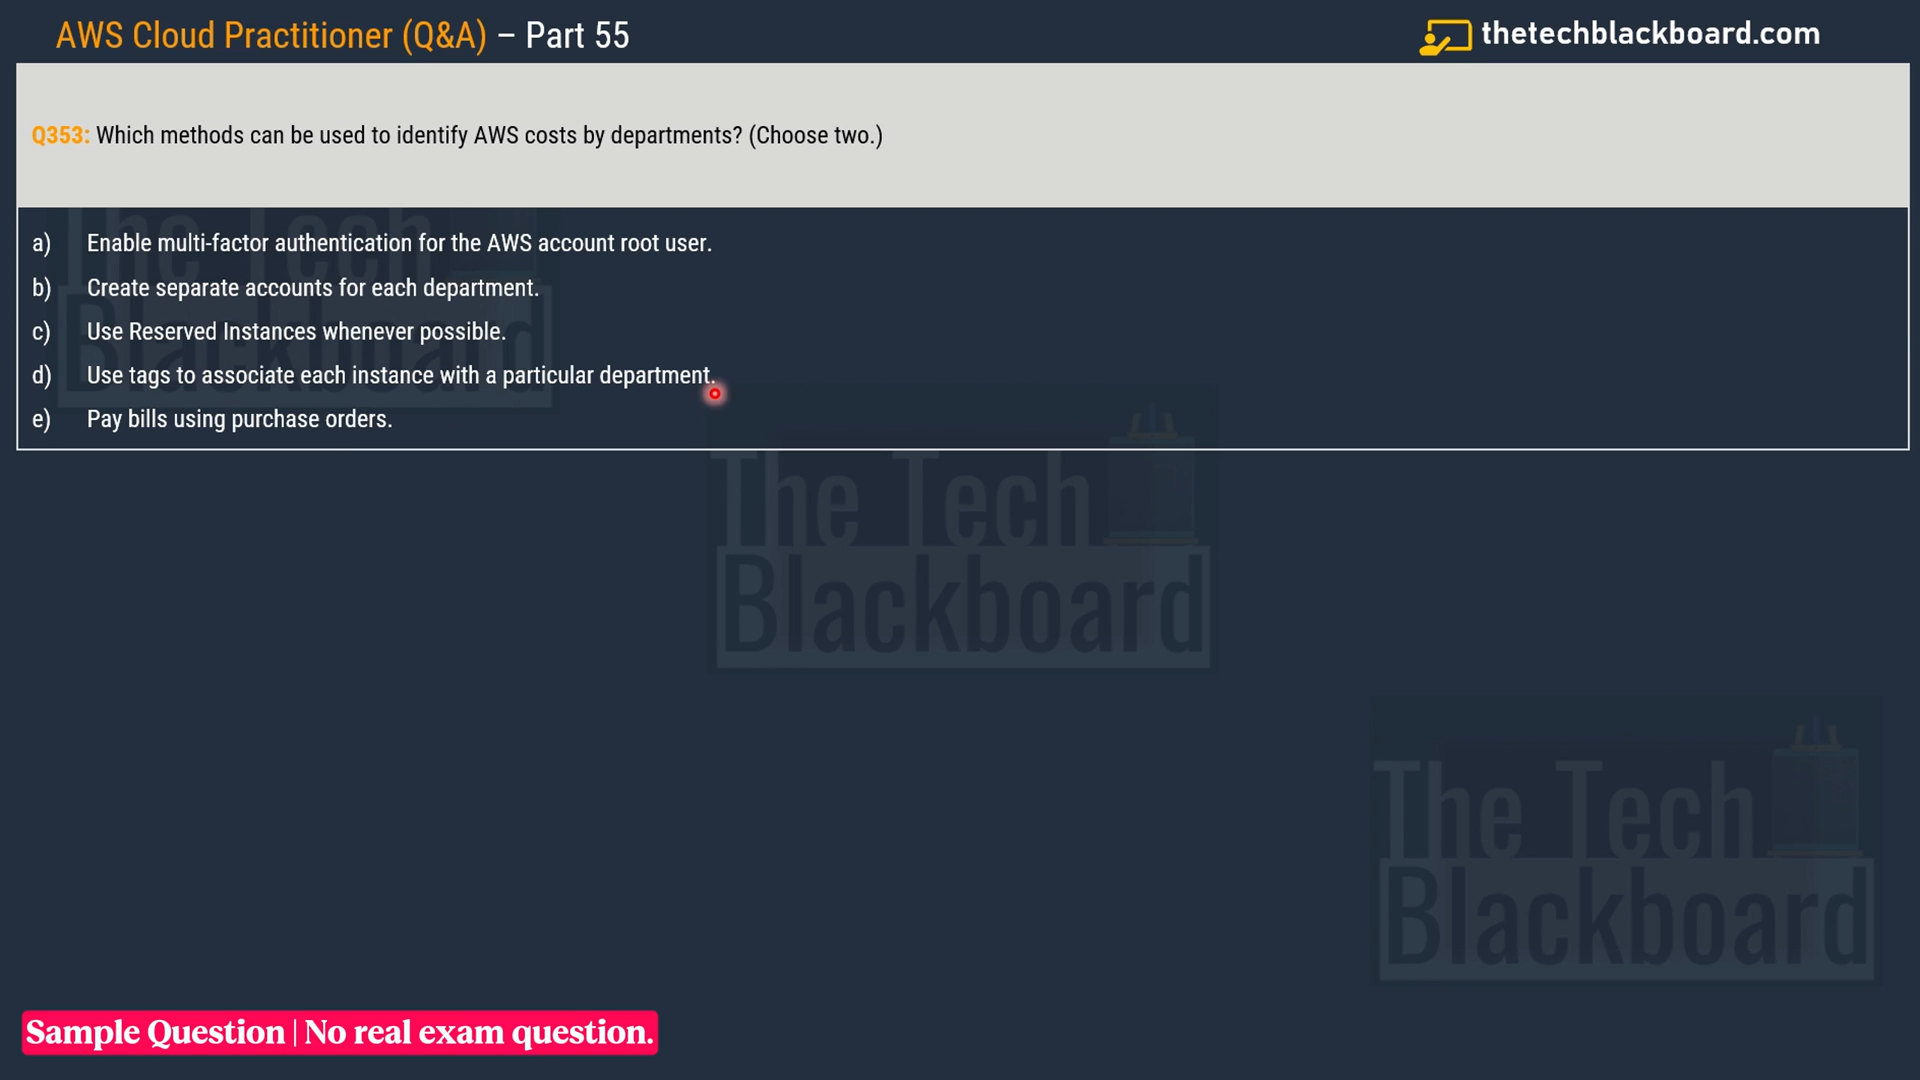 AWS Cloud Practitioner (Q&A) – Part 55
thetechblackboard.com
Q353: Which methods can be used to identify AWS costs by departments? (Choose two.)
a) Enable multi-factor authentication for the AWS account root user.
b) Create separate accounts for each department.
c) Use Reserved Instances whenever possible.
d) Use tags to associate each instance with a particular department.
e) Pay bills using purchase orders.
The Tech
Blackboard
The Tech
Blackboard
The Tech
Blackboard
Sample Question | No real exam question.